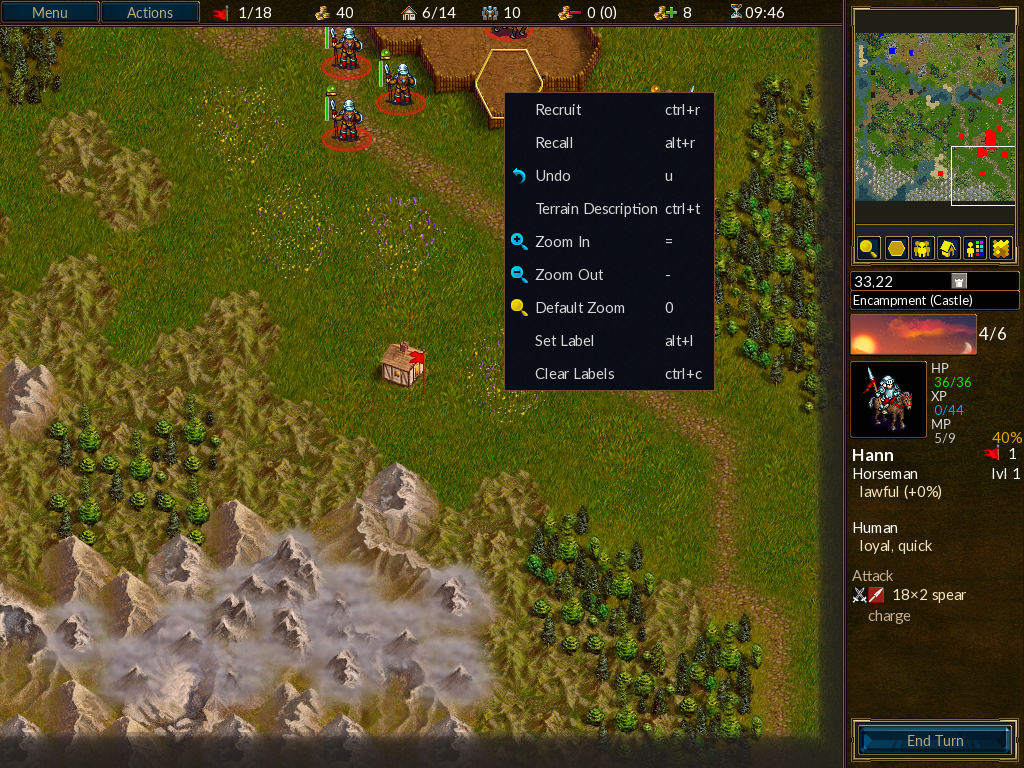 Menu Actions 1/18 40 6/14 10 0 (0) 8 09:46
Recruit ctrl+r
Recall alt+r
Undo u
Terrain Description ctrl+t
Zoom In =
Zoom Out -
Default Zoom 0
Set Label alt+l
Clear Labels ctrl+c
33,22
Encampment (Castle)
4/6
HP
36/36
XP
0/44
MP
5/9 40%
Hann 1
Horseman lvl 1
lawful (+0%)
Human
loyal, quick
Attack
18×2 spear
charge
End Turn